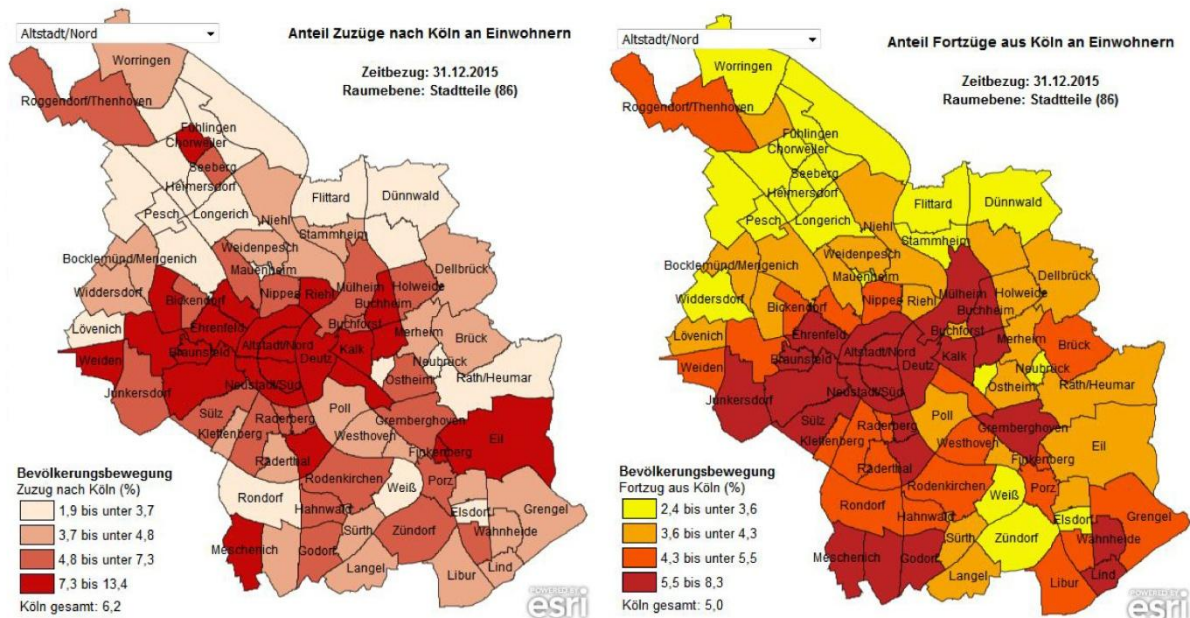 Altstadt/Nord
Anteil Zuzüge nach Köln an Einwohnern
Zeitbezug: 31.12.2015
Raumebene: Stadtteile (86)
Worringen
Roggendorf/Thenhoven
Fühlingen
Chorweiler
Seeberg
Heimersdorf
Pesch
Longerich
Niehl
Flittard
Dünnwald
Stammheim
Weidenpesch
Bocklemünd/Mengenich
Mauenheim
Dellbrück
Widdersdorf
Bickendorf
Nippes
Riehl
Mülheim
Holweide
Buchheim
Lövenich
Ehrenfeld
Buchforst
Merheim
Brück
Weiden
Braunsfeld
Altstadt/Nord
Deutz
Kalk
Neubrück
Rath/Heumar
Junkersdorf
Neustadt/Süd
Ostheim
Sülz
Raderberg
Poll
Gremberghoven
Klettenberg
Westhoven
Eil
Raderthal
Finkenberg
Rodenkirchen
Porz
Rondorf
Weiß
Hahnwald
Elsdorf
Grengel
Meschenich
Sürth
Zündorf
Wahnheide
Godorf
Langel
Lind
Libur
Bevölkerungsbewegung
Zuzug nach Köln (%)
1,9 bis unter 3,7
3,7 bis unter 4,8
4,8 bis unter 7,3
7,3 bis 13,4
Köln gesamt: 6,2
POWERED BY
esri
Altstadt/Nord
Anteil Fortzüge aus Köln an Einwohnern
Zeitbezug: 31.12.2015
Raumebene: Stadtteile (86)
Worringen
Roggendorf/Thenhoven
Fühlingen
Chorweiler
Seeberg
Heimersdorf
Pesch
Longerich
Niehl
Flittard
Dünnwald
Stammheim
Weidenpesch
Bocklemünd/Mengenich
Mauenheim
Dellbrück
Widdersdorf
Bickendorf
Nippes
Riehl
Mülheim
Holweide
Buchheim
Lövenich
Ehrenfeld
Buchforst
Merheim
Brück
Weiden
Braunsfeld
Altstadt/Nord
Deutz
Kalk
Neubrück
Rath/Heumar
Junkersdorf
Neustadt/Süd
Ostheim
Sülz
Raderberg
Poll
Gremberghoven
Klettenberg
Westhoven
Eil
Raderthal
Finkenberg
Rodenkirchen
Porz
Rondorf
Weiß
Hahnwald
Elsdorf
Grengel
Meschenich
Sürth
Zündorf
Wahnheide
Godorf
Langel
Lind
Libur
Bevölkerungsbewegung
Fortzug aus Köln (%)
2,4 bis unter 3,6
3,6 bis unter 4,3
4,3 bis unter 5,5
5,5 bis 8,3
Köln gesamt: 5,0
POWERED BY
esri